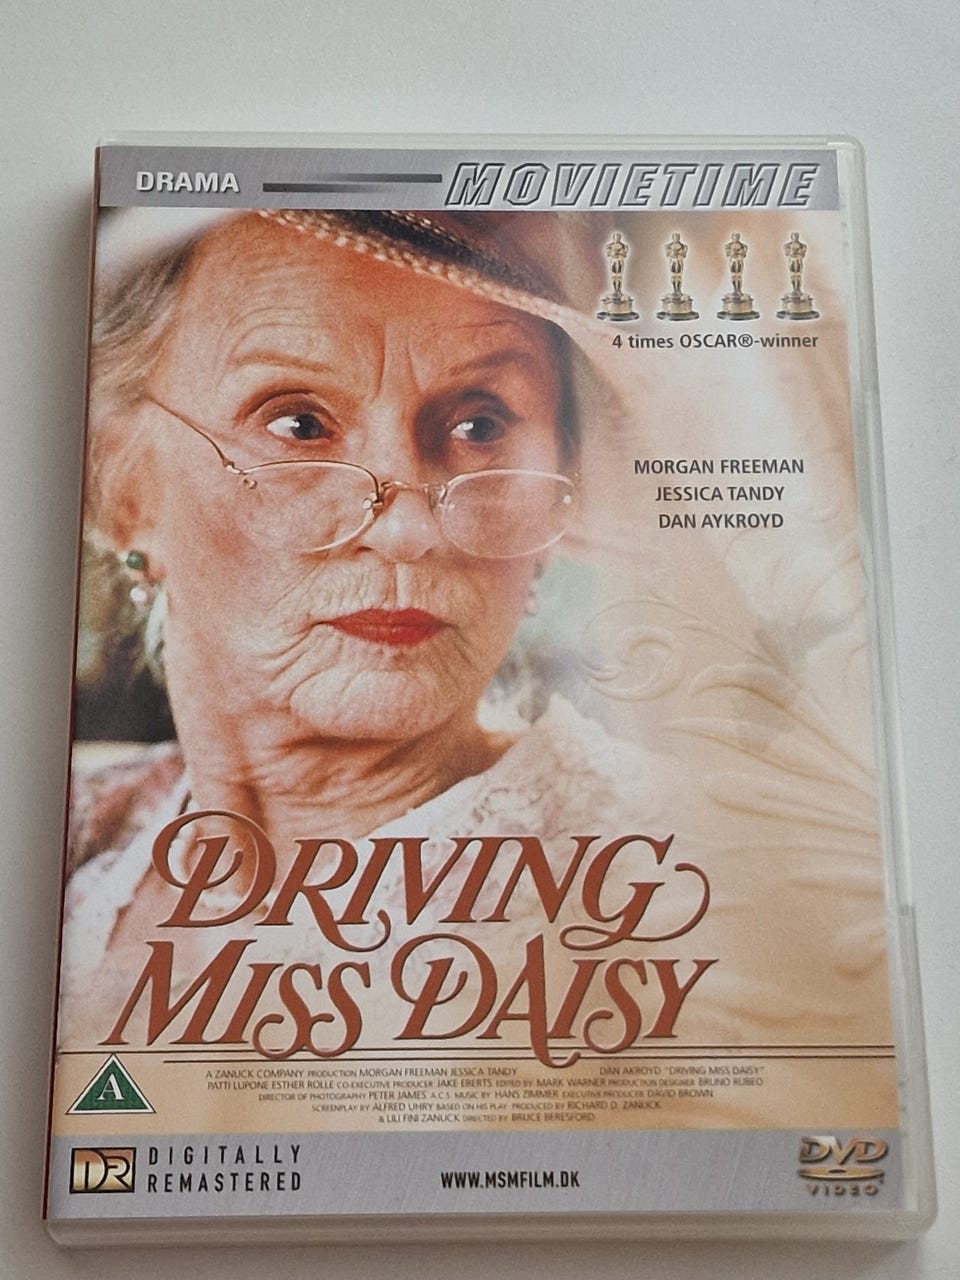 DRAMA
MOVIETIME
4 times OSCAR®-winner
MORGAN FREEMAN
JESSICA TANDY
DAN AYKROYD
DRIVING
MISS DAISY
A
A ZANUCK COMPANY PRODUCTION MORGAN FREEMAN JESSICA TANDY DAN AKROYD "DRIVING MISS DAISY"
PATTI LUPONE ESTHER ROLLE CO-EXECUTIVE PRODUCER JAKE EBERTS EDITED BY MARK WARNER PRODUCTION DESIGNER BRUNO RUBEO
DIRECTOR OF PHOTOGRAPHY PETER JAMES A.C.S MUSIC BY HANS ZIMMER EXECUTIVE PRODUCER DAVID BROWN
SCREENPLAY BY ALFRED UHRY BASED ON HIS PLAY PRODUCED BY RICHARD D. ZANUCK
& LILI FINI ZANUCK DIRECTED BY BRUCE BERESFORD
DR DIGITALLY
REMASTERED
WWW.MSMFILM.DK
DVD
VIDEO